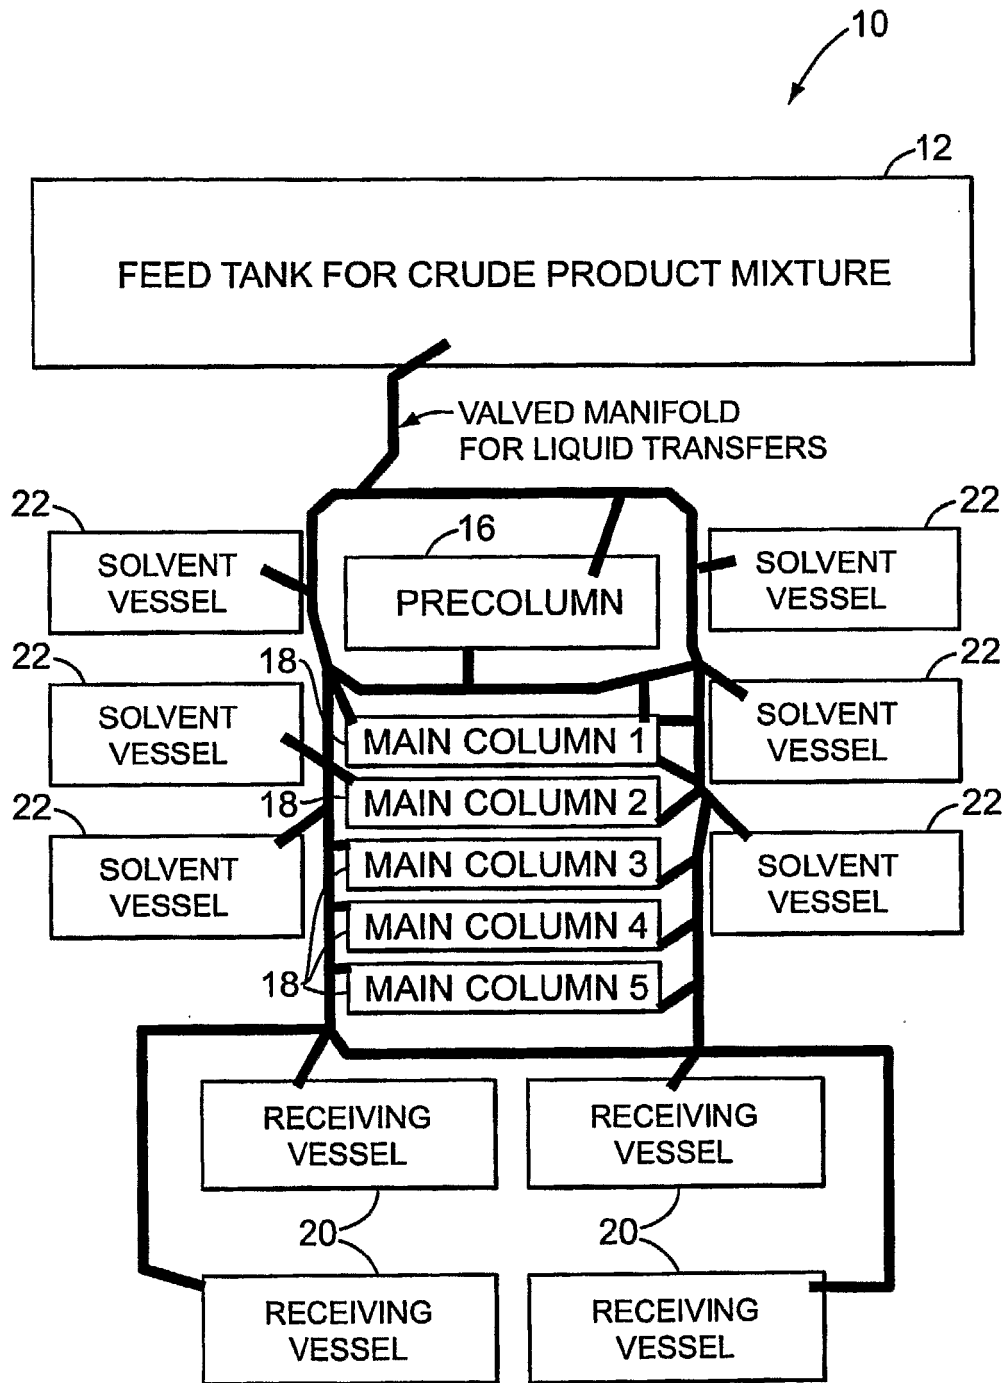 10
12
FEED TANK FOR CRUDE PRODUCT MIXTURE
VALVED MANIFOLD
FOR LIQUID TRANSFERS
22
SOLVENT
VESSEL
16
PRECOLUMN
22
SOLVENT
VESSEL
22
SOLVENT
VESSEL
18
MAIN COLUMN 1
22
SOLVENT
VESSEL
18
MAIN COLUMN 2
22
SOLVENT
VESSEL
MAIN COLUMN 3
22
SOLVENT
VESSEL
MAIN COLUMN 4
18
MAIN COLUMN 5
RECEIVING
VESSEL
RECEIVING
VESSEL
20
20
RECEIVING
VESSEL
RECEIVING
VESSEL